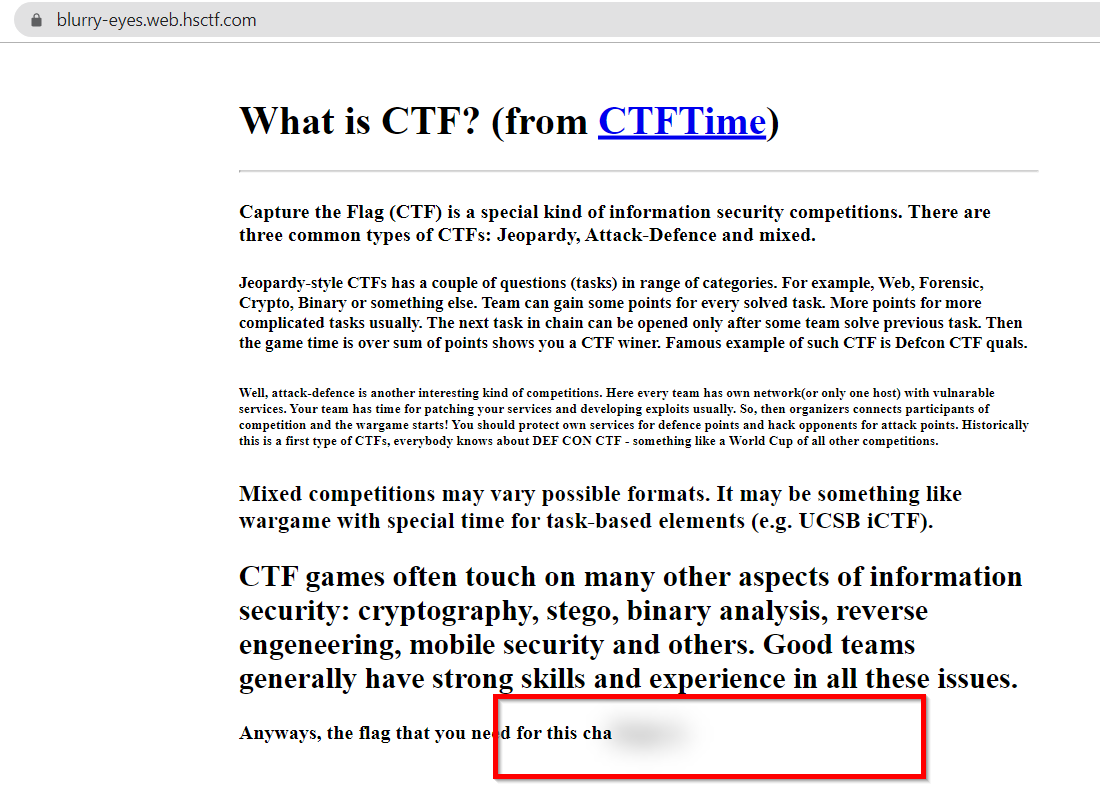 blurry-eyes.web.hsctf.com
What is CTF? (from CTFTime)
Capture the Flag (CTF) is a special kind of information security competitions. There are
three common types of CTFs: Jeopardy, Attack-Defence and mixed.
Jeopardy-style CTFs has a couple of questions (tasks) in range of categories. For example, Web, Forensic,
Crypto, Binary or something else. Team can gain some points for every solved task. More points for more
complicated tasks usually. The next task in chain can be opened only after some team solve previous task. Then
the game time is over sum of points shows you a CTF winer. Famous example of such CTF is Defcon CTF quals.
Well, attack-defence is another interesting kind of competitions. Here every team has own network(or only one host) with vulnarable
services. Your team has time for patching your services and developing exploits usually. So, then organizers connects participants of
competition and the wargame starts! You should protect own services for defence points and hack opponents for attack points. Historically
this is a first type of CTFs, everybody knows about DEF CON CTF - something like a World Cup of all other competitions.
Mixed competitions may vary possible formats. It may be something like
wargame with special time for task-based elements (e.g. UCSB iCTF).
CTF games often touch on many other aspects of information
security: cryptography, stego, binary analysis, reverse
engeneering, mobile security and others. Good teams
generally have strong skills and experience in all these issues.
Anyways, the flag that you need for this cha